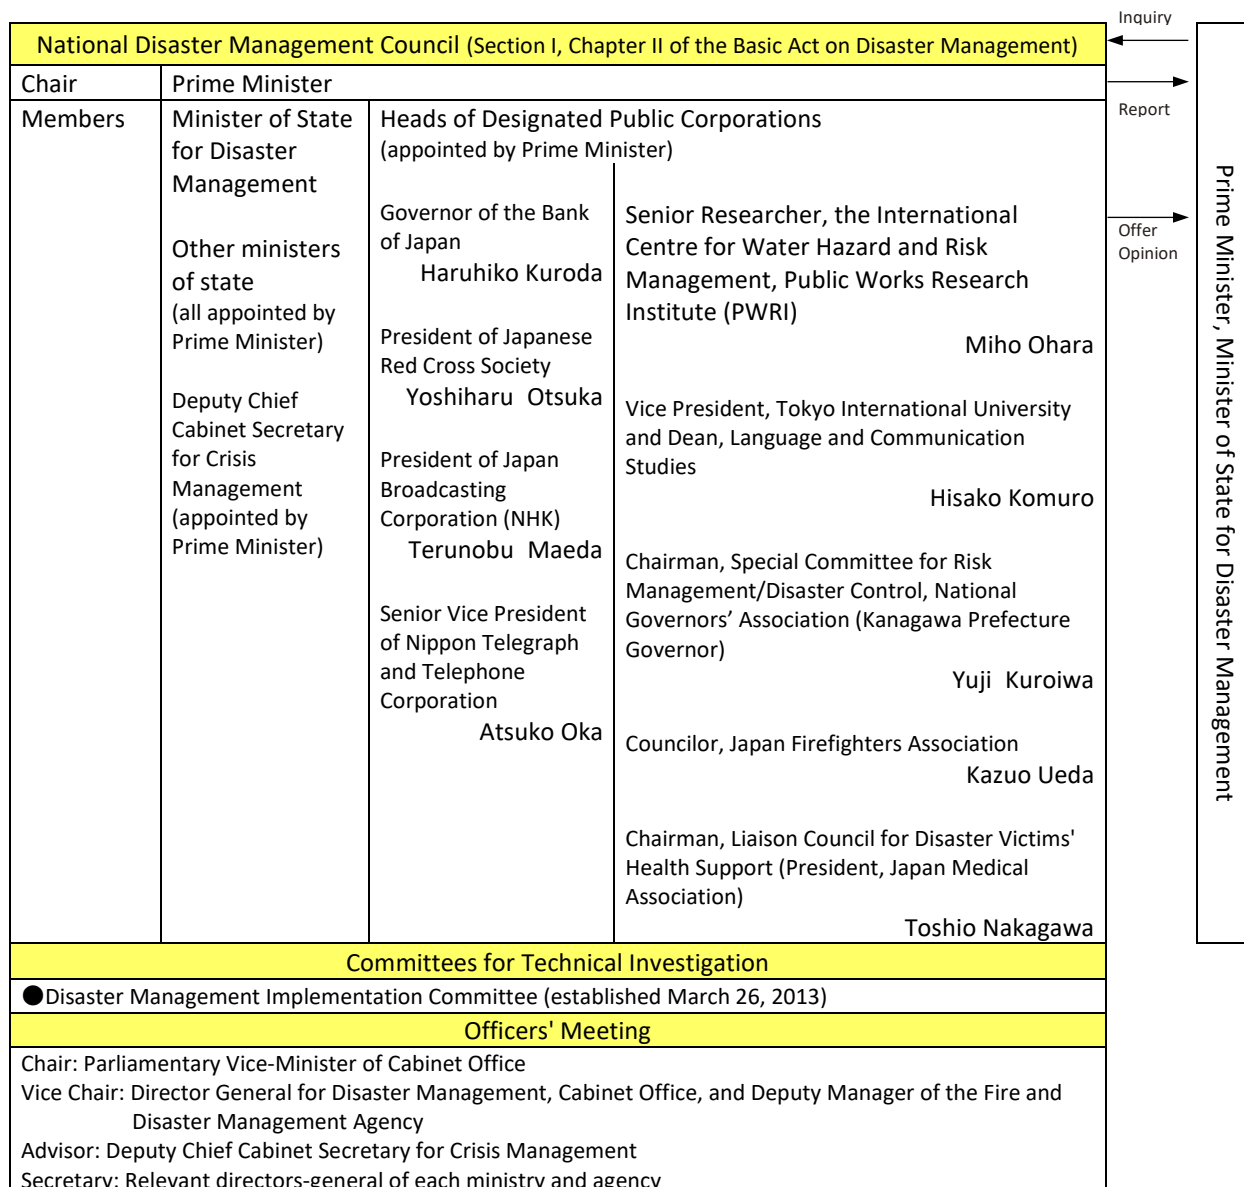 National Disaster Management Council (Section I, Chapter II of the Basic Act on Disaster Management)
Chair
Prime Minister
Members
Minister of State
for Disaster
Management
Other ministers
of state
(all appointed by
Prime Minister)
Deputy Chief
Cabinet Secretary
for Crisis
Management
(appointed by
Prime Minister)
Heads of Designated Public Corporations
(appointed by Prime Minister)
Governor of the Bank
of Japan
Haruhiko Kuroda
President of Japanese
Red Cross Society
Yoshiharu Otsuka
President of Japan
Broadcasting
Corporation (NHK)
Terunobu Maeda
Senior Vice President
of Nippon Telegraph
and Telephone
Corporation
Atsuko Oka
Senior Researcher, the International
Centre for Water Hazard and Risk
Management, Public Works Research
Institute (PWRI)
Miho Ohara
Vice President, Tokyo International University
and Dean, Language and Communication
Studies
Hisako Komuro
Chairman, Special Committee for Risk
Management/Disaster Control, National
Governors’ Association (Kanagawa Prefecture
Governor)
Yuji Kuroiwa
Councilor, Japan Firefighters Association
Kazuo Ueda
Chairman, Liaison Council for Disaster Victims'
Health Support (President, Japan Medical
Association)
Toshio Nakagawa
Inquiry
Report
Offer
Opinion
Prime Minister, Minister of State for Disaster Management
Committees for Technical Investigation
●Disaster Management Implementation Committee (established March 26, 2013)
Officers' Meeting
Chair: Parliamentary Vice-Minister of Cabinet Office
Vice Chair: Director General for Disaster Management, Cabinet Office, and Deputy Manager of the Fire and
Disaster Management Agency
Advisor: Deputy Chief Cabinet Secretary for Crisis Management
Secretary: Relevant directors-general of each ministry and agency